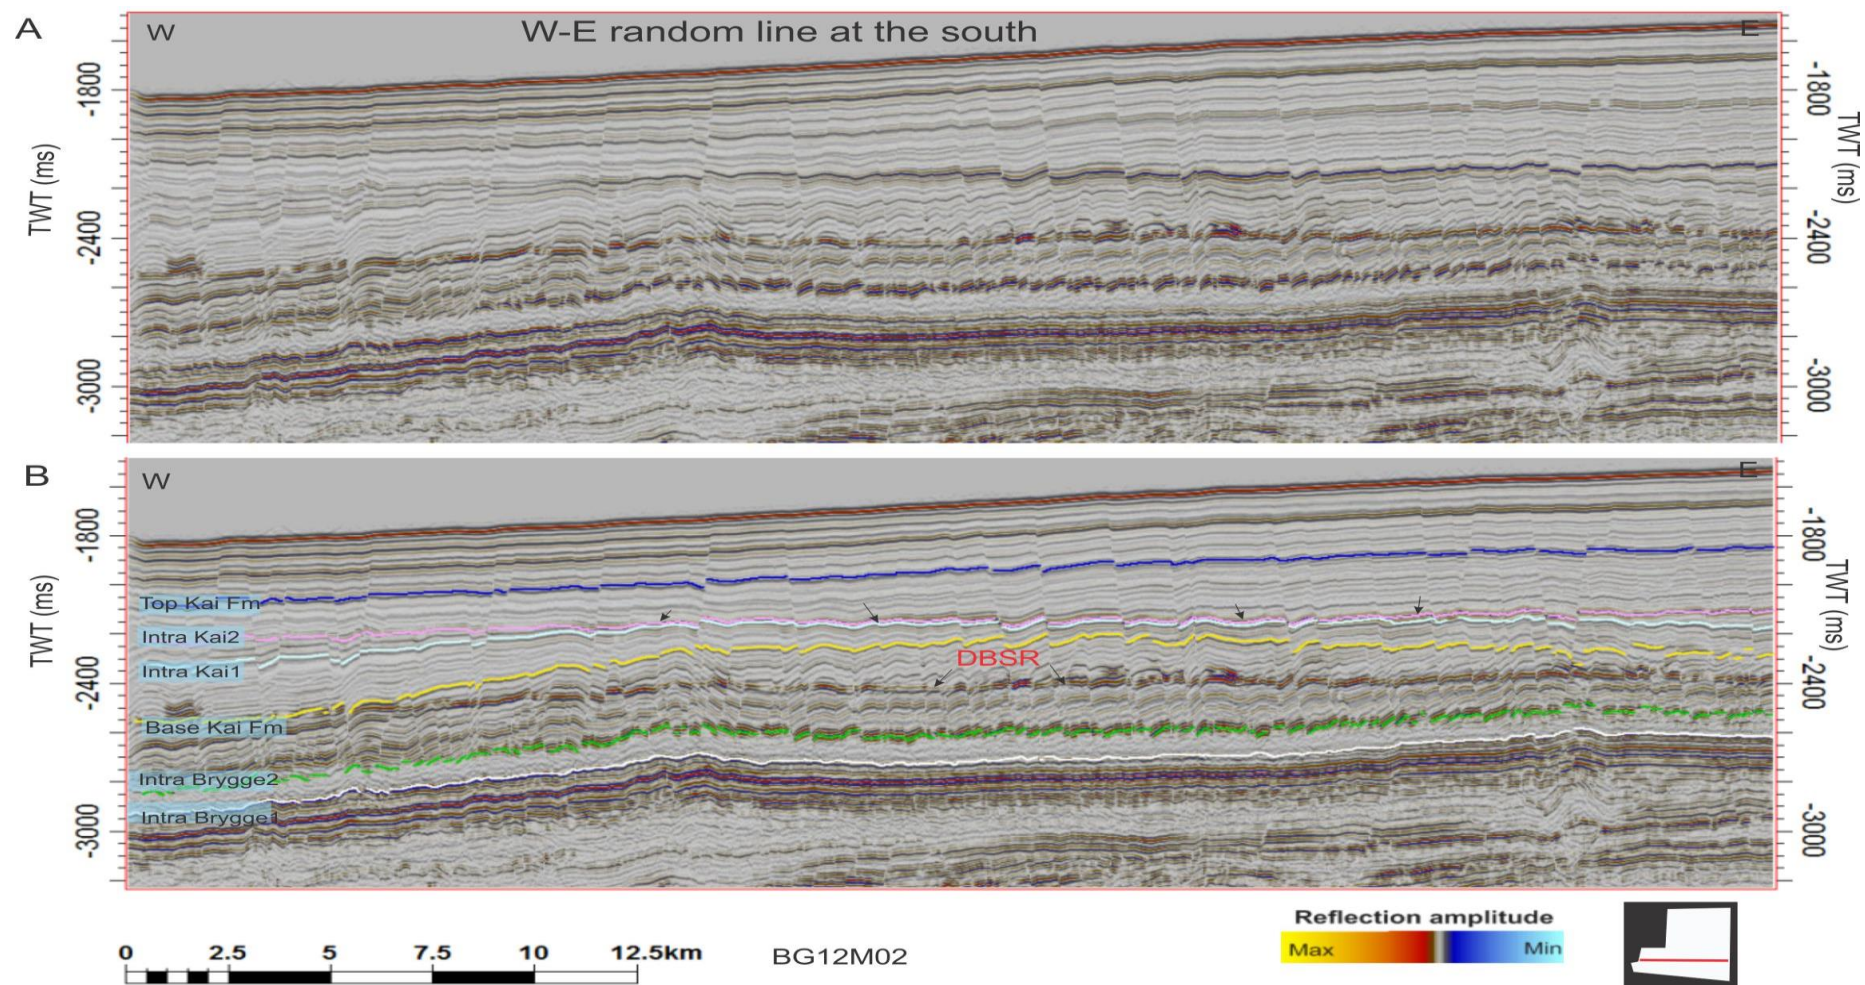 A
W
W-E random line at the south
E
-1800
-2400
-3000
TWT (ms)
-1800
-2400
-3000
TWT (ms)
B
W
E
-1800
-2400
-3000
TWT (ms)
Top Kai Fm
Intra Kai2
Intra Kai1
Base Kai Fm
Intra Brygge2
Intra Brygge1
DBSR
-1800
-2400
-3000
TWT (ms)
0 2.5 5 7.5 10 12.5km
BG12M02
Reflection amplitude
Max Min